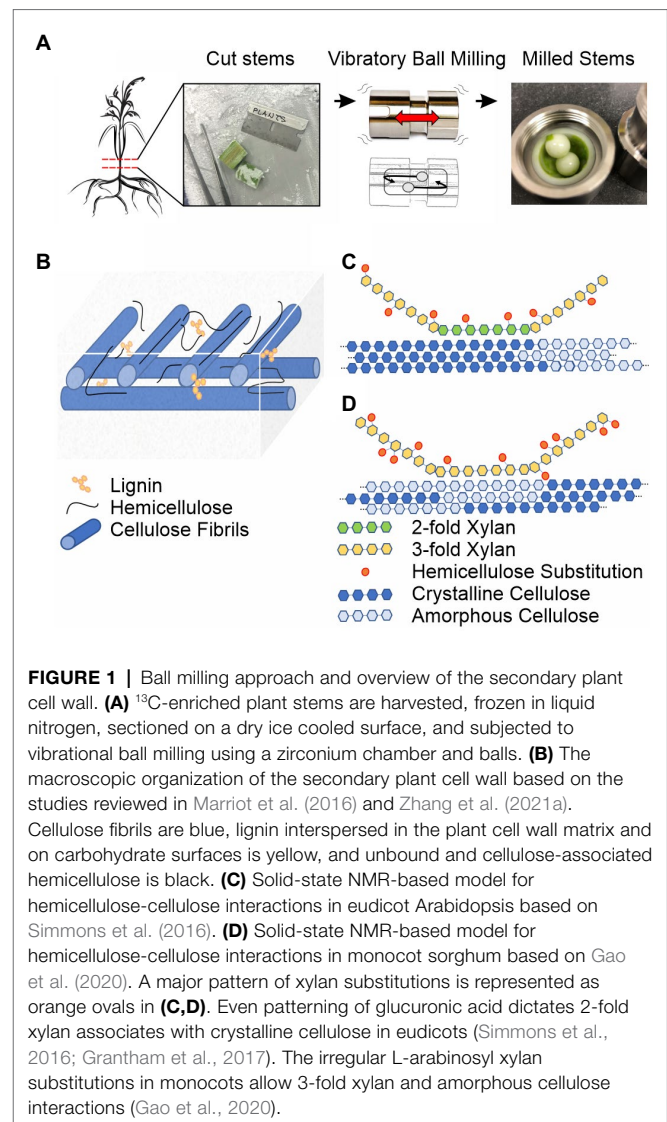 A
Cut stems
Vibratory Ball Milling
Milled Stems
PLANTS
B
C
Lignin
Hemicellulose
Cellulose Fibrils
D
2-fold Xylan
3-fold Xylan
Hemicellulose Substitution
Crystalline Cellulose
Amorphous Cellulose
FIGURE 1 | Ball milling approach and overview of the secondary plant
cell wall. (A) ¹³C-enriched plant stems are harvested, frozen in liquid
nitrogen, sectioned on a dry ice cooled surface, and subjected to
vibrational ball milling using a zirconium chamber and balls. (B) The
macroscopic organization of the secondary plant cell wall based on the
studies reviewed in Marriot et al. (2016) and Zhang et al. (2021a).
Cellulose fibrils are blue, lignin interspersed in the plant cell wall matrix and
on carbohydrate surfaces is yellow, and unbound and cellulose-associated
hemicellulose is black. (C) Solid-state NMR-based model for
hemicellulose-cellulose interactions in eudicot Arabidopsis based on
Simmons et al. (2016). (D) Solid-state NMR-based model for
hemicellulose-cellulose interactions in monocot sorghum based on Gao
et al. (2020). A major pattern of xylan substitutions is represented as
orange ovals in (C,D). Even patterning of glucuronic acid dictates 2-fold
xylan associates with crystalline cellulose in eudicots (Simmons et al.,
2016; Grantham et al., 2017). The irregular L-arabinosyl xylan
substitutions in monocots allow 3-fold xylan and amorphous cellulose
interactions (Gao et al., 2020).